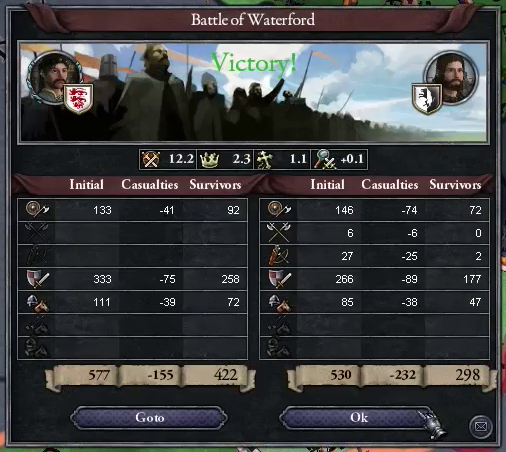 Battle of Waterford
Victory!
12.2 2.3 1.1 +0.1
Initial Casualties Survivors Initial Casualties Survivors
133 -41 92 146 -74 72
6 -6 0
27 -25 2
333 -75 258 266 -89 177
111 -39 72 85 -38 47
577 -155 422 530 -232 298
Goto Ok